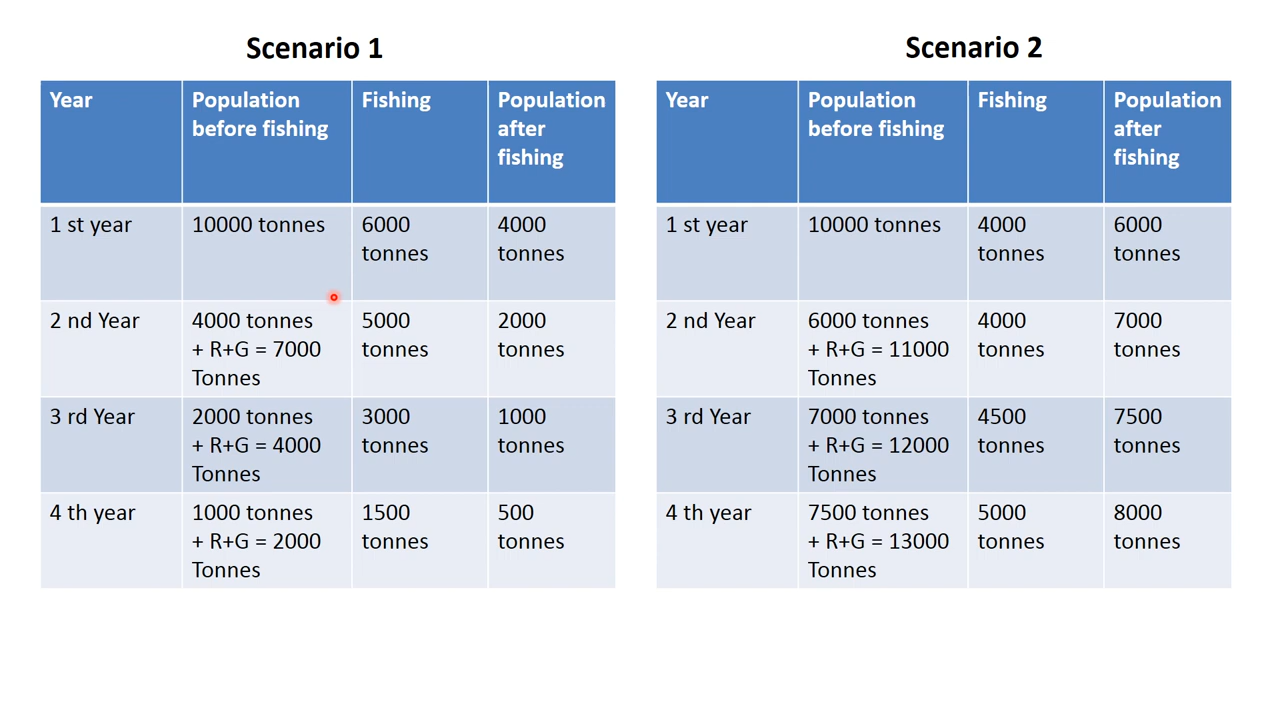 Scenario 1
Year
Population
before fishing
Fishing
Population
after
fishing
1 st year
10000 tonnes
6000
tonnes
4000
tonnes
2 nd Year
4000 tonnes
+ R+G = 7000
Tonnes
5000
tonnes
2000
tonnes
3 rd Year
2000 tonnes
+ R+G = 4000
Tonnes
3000
tonnes
1000
tonnes
4 th year
1000 tonnes
+ R+G = 2000
Tonnes
1500
tonnes
500
tonnes
Scenario 2
Year
Population
before fishing
Fishing
Population
after
fishing
1 st year
10000 tonnes
4000
tonnes
6000
tonnes
2 nd Year
6000 tonnes
+ R+G = 11000
Tonnes
4000
tonnes
7000
tonnes
3 rd Year
7000 tonnes
+ R+G = 12000
Tonnes
4500
tonnes
7500
tonnes
4 th year
7500 tonnes
+ R+G = 13000
Tonnes
5000
tonnes
8000
tonnes